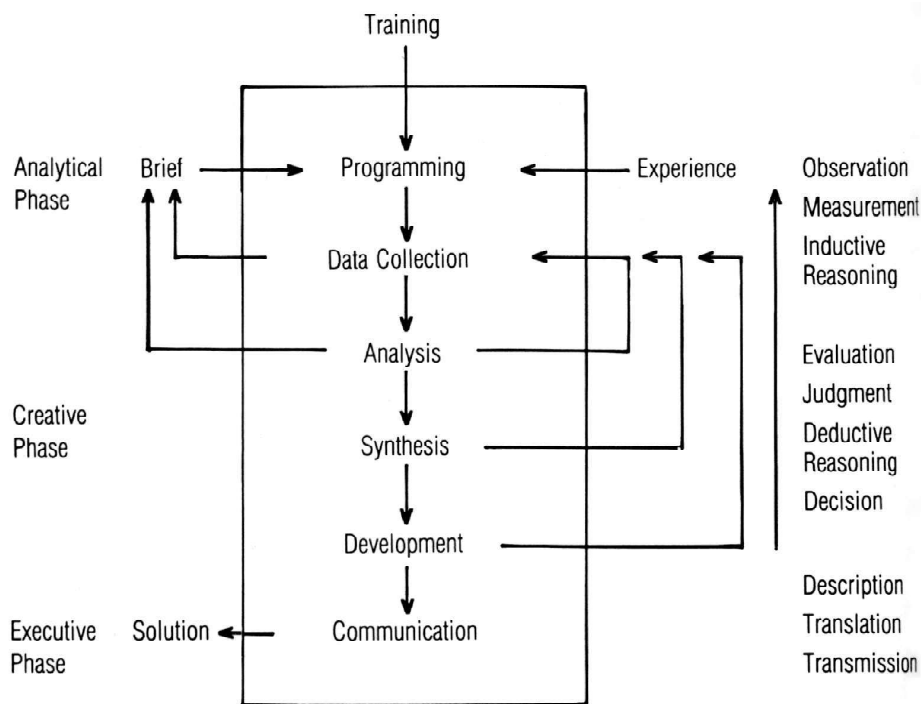 Training
Analytical
Phase
Brief
Programming
Experience
Observation
Measurement
Inductive
Reasoning
Data Collection
Analysis
Evaluation
Judgment
Deductive
Reasoning
Decision
Creative
Phase
Synthesis
Development
Description
Translation
Transmission
Executive
Phase
Solution
Communication